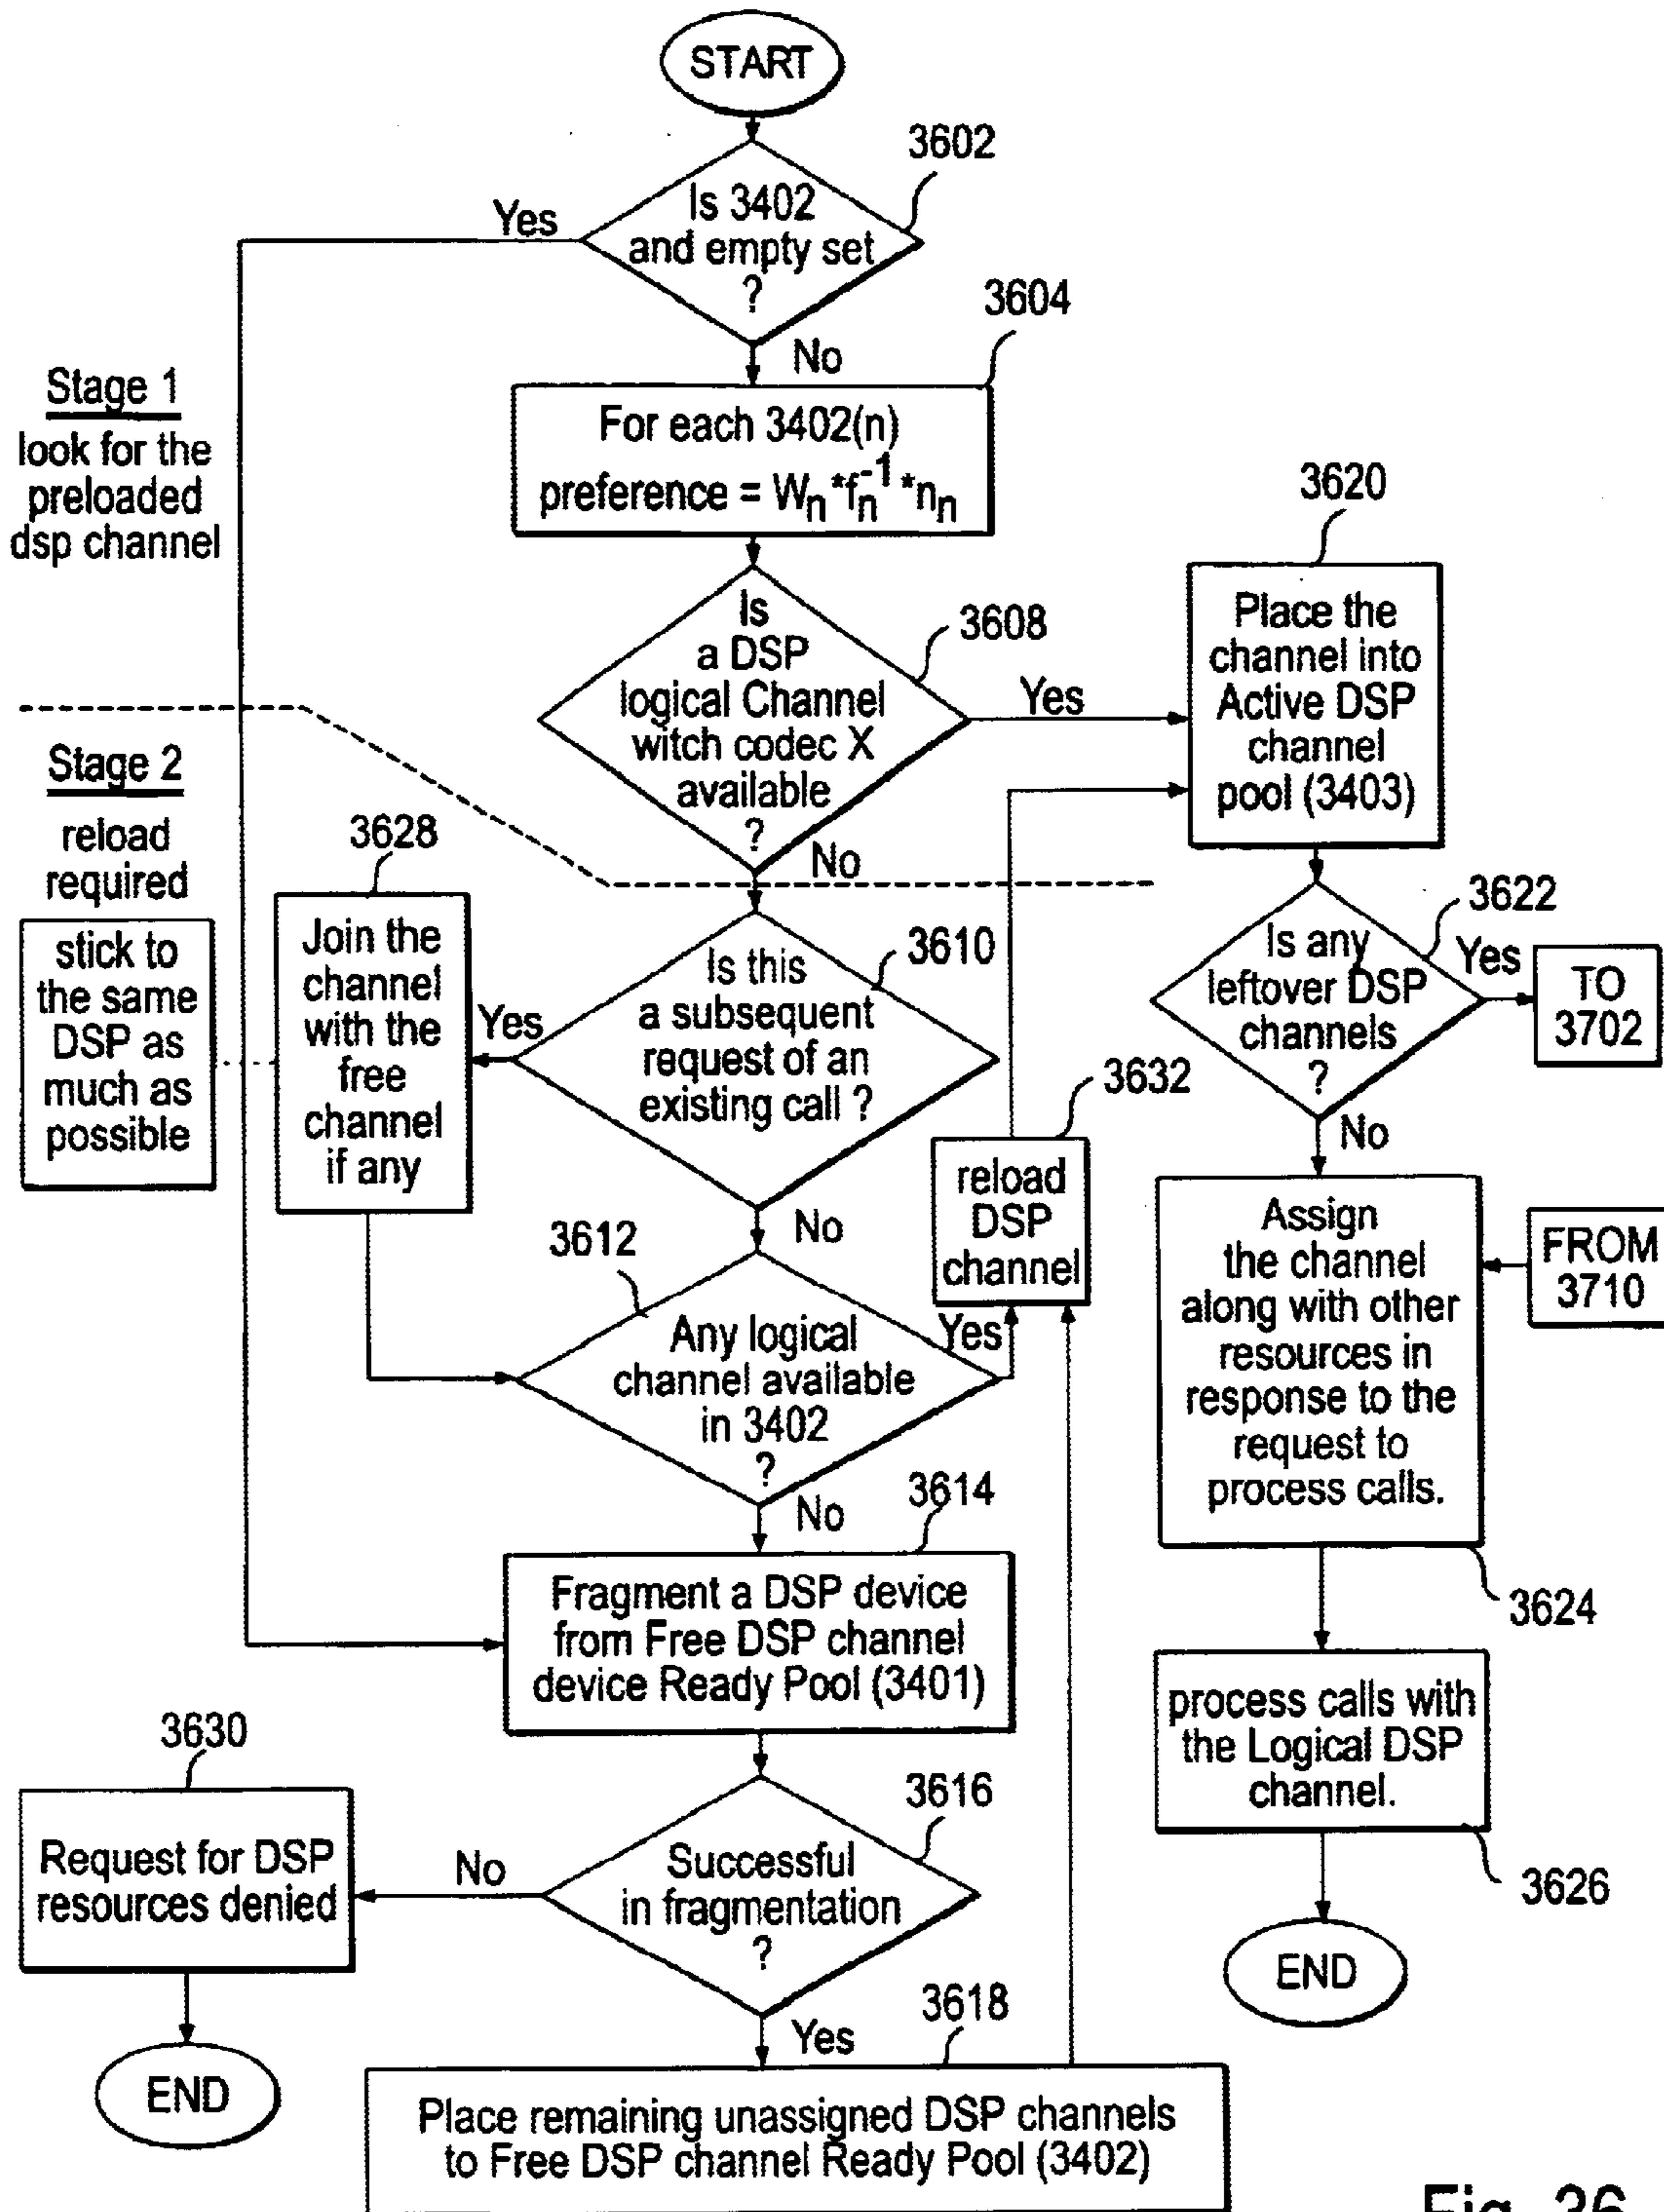 START
3602
Is 3402
and empty set
?
Yes
No
3604
For each 3402(n)
preference = Wn *fn^-1 *nn
Stage 1
look for the
preloaded
dsp channel
3608
Is
a DSP
logical Channel
witch codec X
available
?
Yes
No
3620
Place the
channel into
Active DSP
channel
pool (3403)
Stage 2
reload
required
stick to
the same
DSP as
much as
possible
3628
Join the
channel
with the
free
channel
if any
3610
Is this
a subsequent
request of an
existing call ?
Yes
No
3622
Is any
leftover DSP
channels
?
Yes
TO
3702
No
3632
reload
DSP
channel
3612
Any logical
channel available
in 3402
?
Yes
No
Assign
the channel
along with other
resources in
response to the
request to
process calls.
FROM
3710
3624
3614
Fragment a DSP device
from Free DSP channel
device Ready Pool (3401)
process calls with
the Logical DSP
channel.
3626
END
3616
Successful
in fragmentation
?
No
3630
Request for DSP
resources denied
END
Yes
3618
Place remaining unassigned DSP channels
to Free DSP channel Ready Pool (3402)
Fig. 36